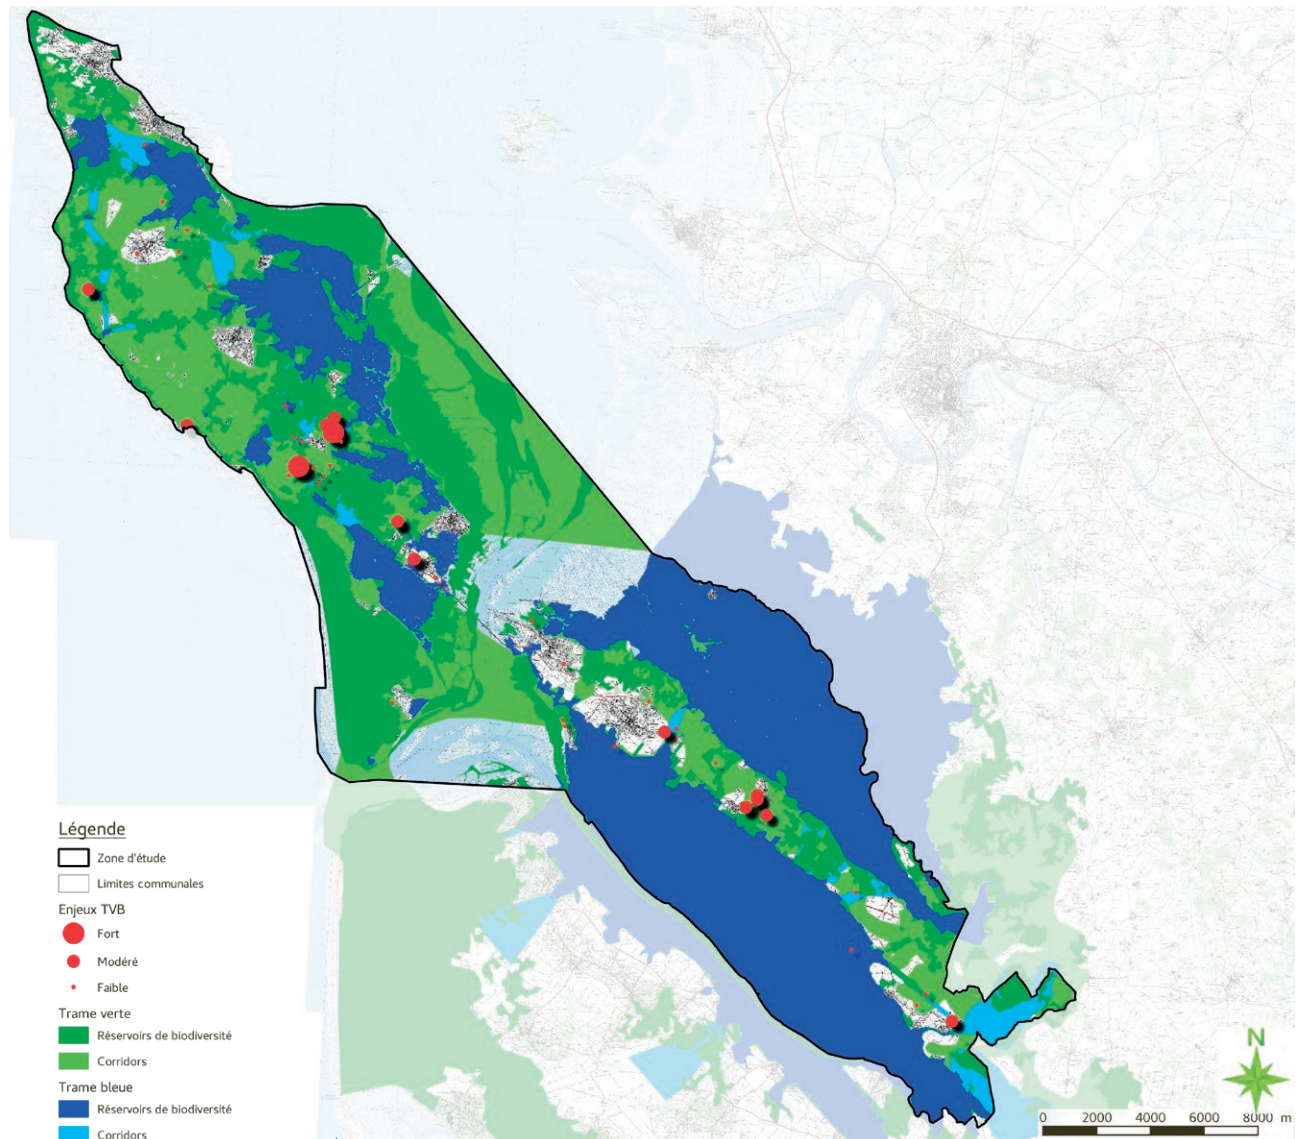 Légende
Zone d'étude
Limites communales
Enjeux TVB
Fort
Modéré
Faible
Trame verte
Réservoirs de biodiversité
Corridors
Trame bleue
Réservoirs de biodiversité
Corridors
N
0 2000 4000 6000 8000 m